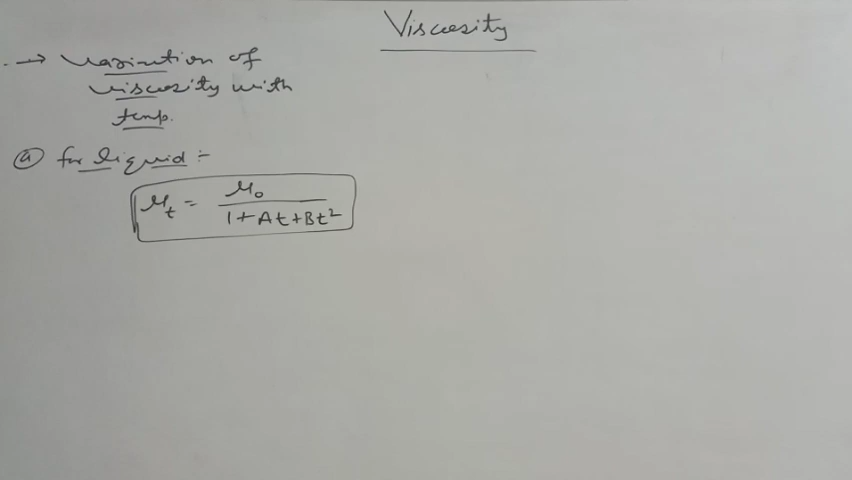 Viscosity
→ Variation of
viscosity with
temp.
(a) for liquid :-
μt = μ0 / 1+At+Bt²